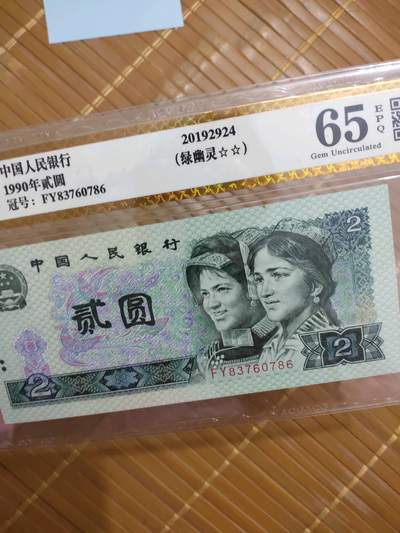 中国人民银行
1990年贰圆
冠号: FY83760786
20192924
(绿幽灵☆☆)
65
EPQ
Gem Uncirculated
中国人民银行
贰圆
2
2
2
FY83760786